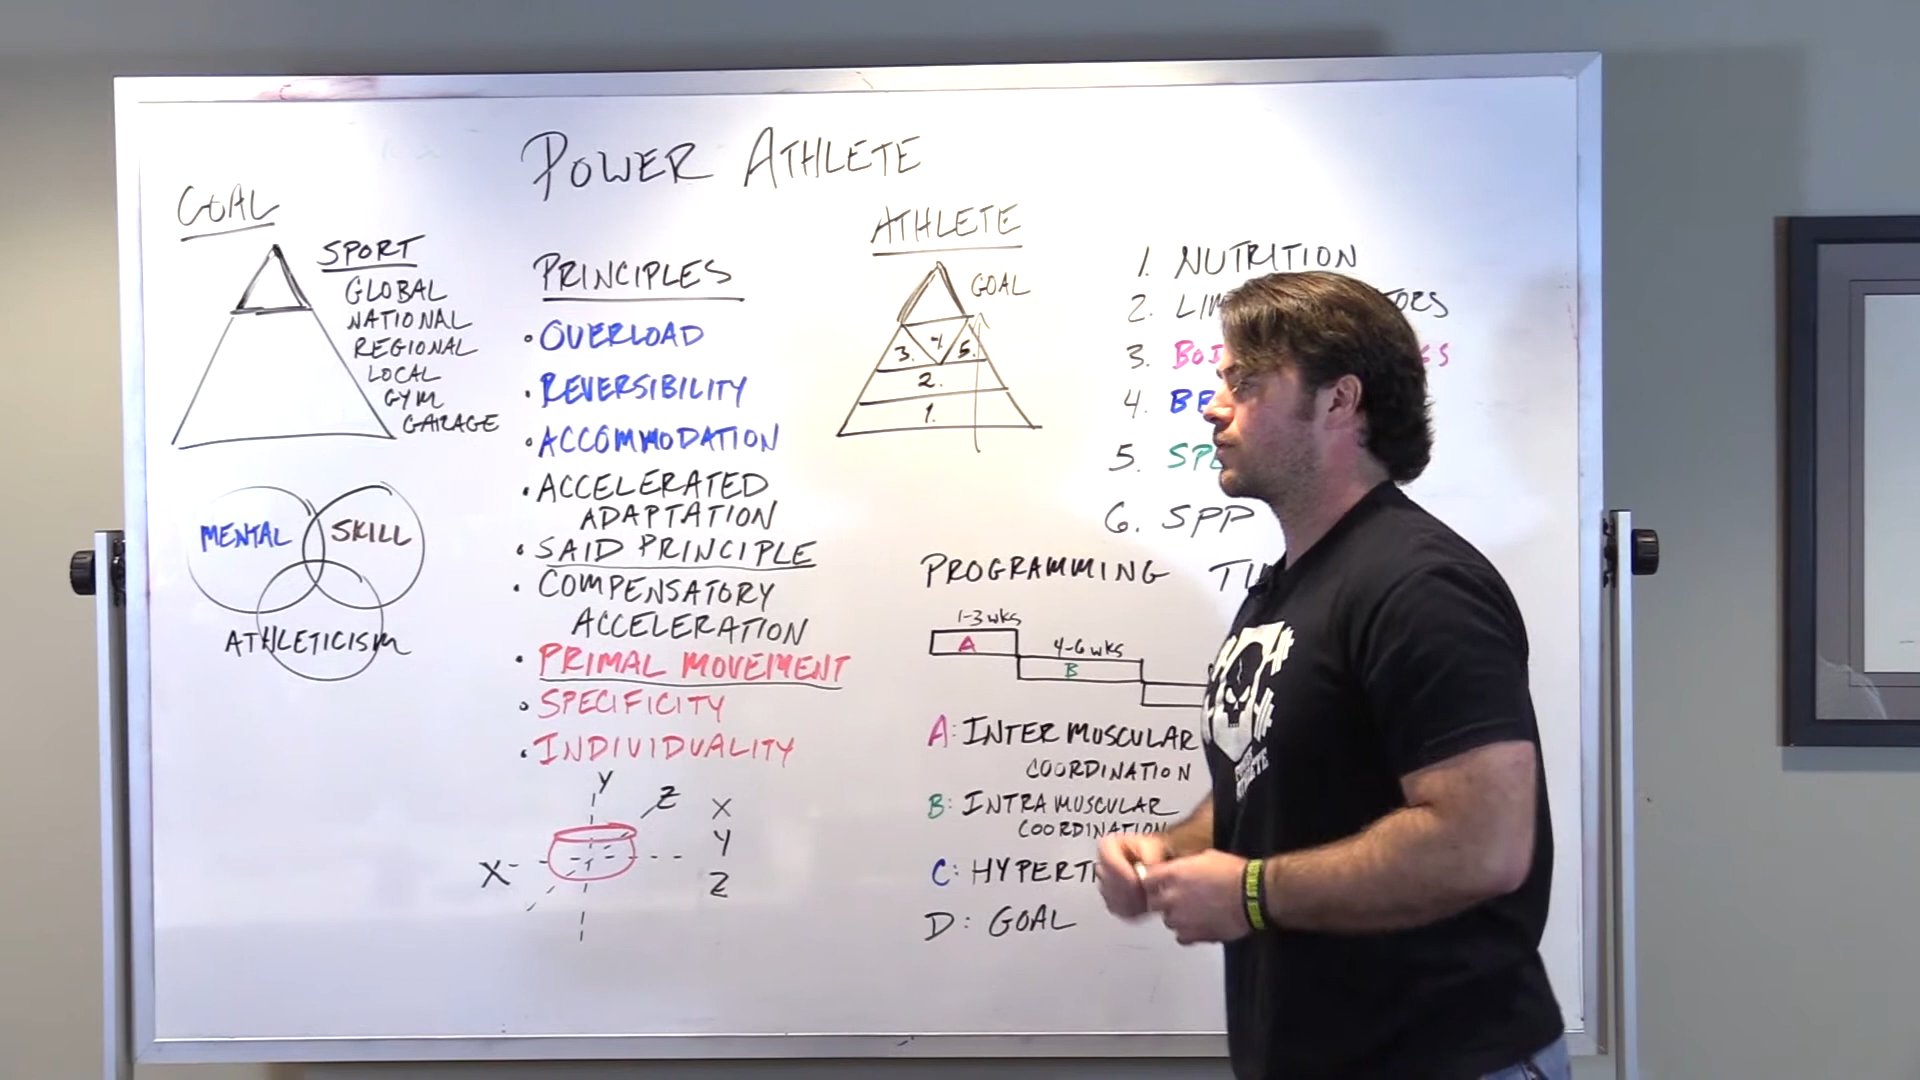 POWER ATHLETE
GOAL
SPORT
GLOBAL
NATIONAL
REGIONAL
LOCAL
GYM
GARAGE
MENTAL
SKILL
ATHLETICISM
PRINCIPLES
• OVERLOAD
• REVERSIBILITY
• ACCOMMODATION
• ACCELERATED
ADAPTATION
• SAID PRINCIPLE
• COMPENSATORY
ACCELERATION
• PRIMAL MOVEMENT
• SPECIFICITY
• INDIVIDUALITY
Y
Z
X
X
Y
Z
ATHLETE
GOAL
3. 4. 5.
2.
1.
1. NUTRITION
2.
3.
4.
5.
6. SPP
PROGRAMMING
1-3 WKS
A
4-6 WKS
B
A: INTER MUSCULAR
COORDINATION
B: INTRA MUSCULAR
COORDINATION
C:
D: GOAL